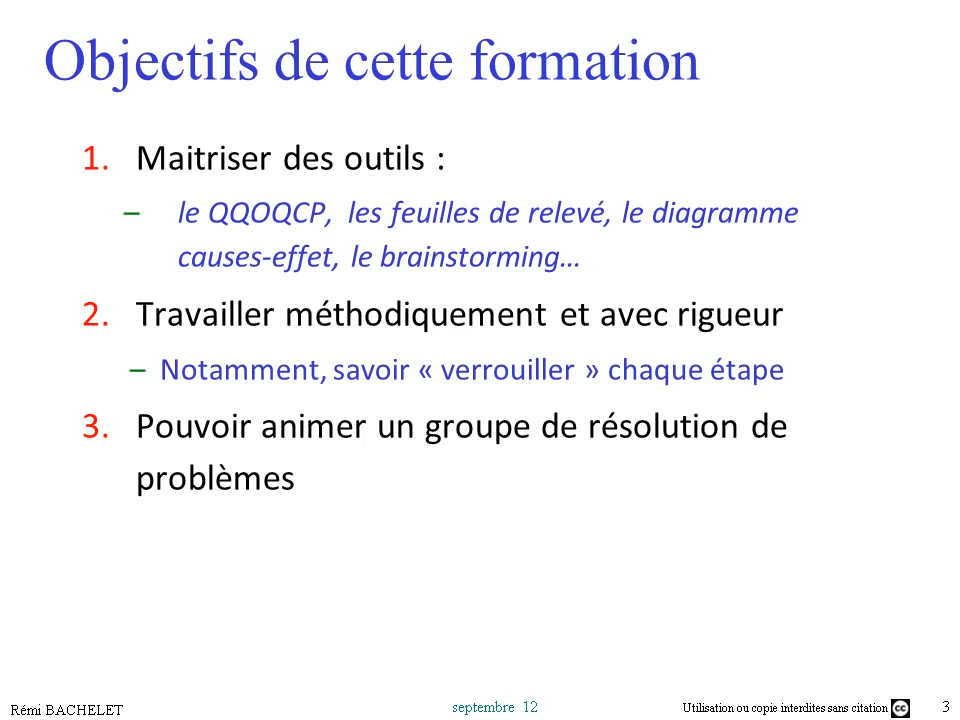 Objectifs de cette formation
1. Maitriser des outils :
– le QQOQCP, les feuilles de relevé, le diagramme
causes-effet, le brainstorming…
2. Travailler méthodiquement et avec rigueur
– Notamment, savoir « verrouiller » chaque étape
3. Pouvoir animer un groupe de résolution de
problèmes
Rémi BACHELET
septembre 12
Utilisation ou copie interdites sans citation
cc
3